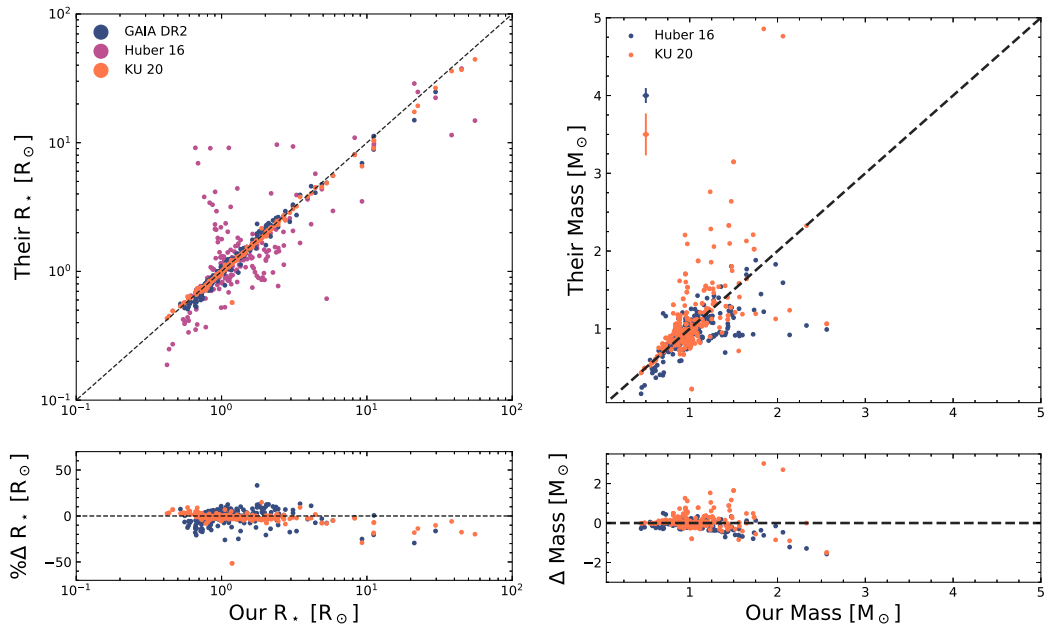 10²
10¹
10⁰
10⁻¹
Their R⋆ [R⊙]
GAIA DR2
Huber 16
KU 20
10⁻¹ 10⁰ 10¹ 10²
50
0
−50
%Δ R⋆ [R⊙]
10⁻¹ 10⁰ 10¹ 10²
Our R⋆ [R⊙]
5
4
3
2
1
Their Mass [M⊙]
Huber 16
KU 20
1 2 3 4 5
2
0
−2
Δ Mass [M⊙]
1 2 3 4 5
Our Mass [M⊙]